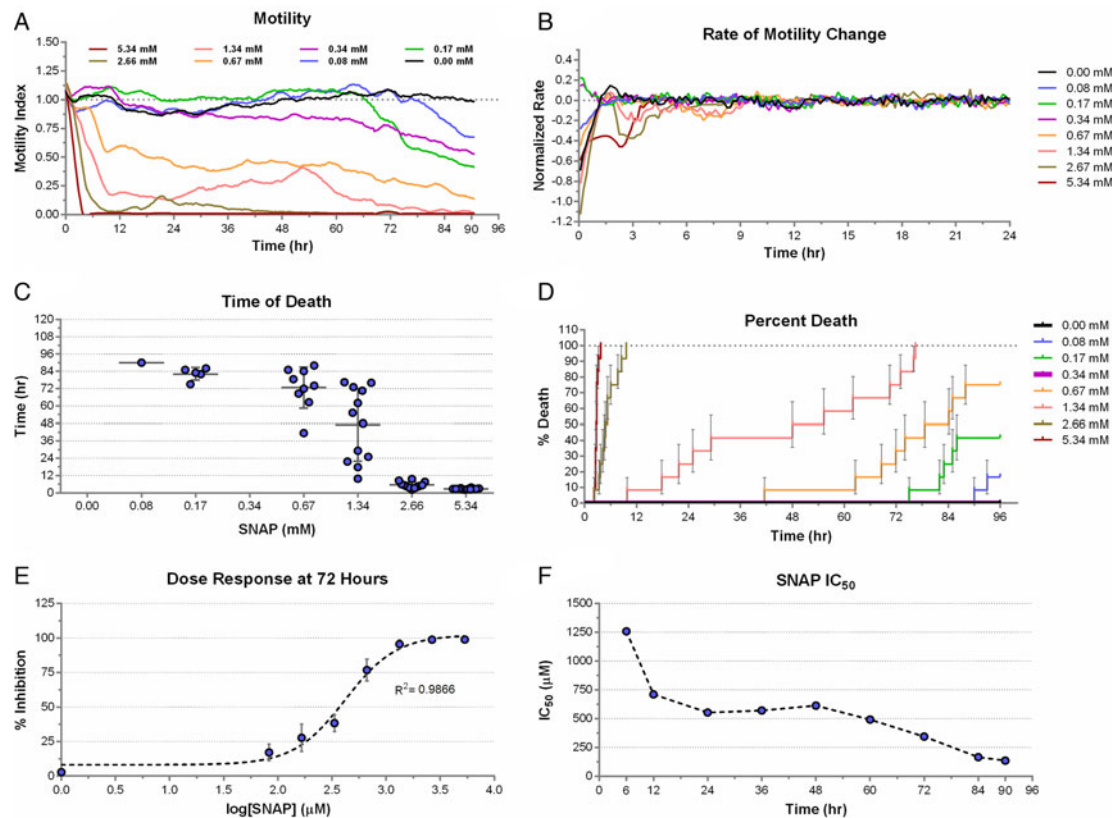 A
Motility
1.50
1.25
1.00
0.75
0.50
0.25
0.00
Motility Index
5.34 mM
2.66 mM
1.34 mM
0.67 mM
0.34 mM
0.08 mM
0.17 mM
0.00 mM
0 12 24 36 48 60 72 84 96
Time (hr)
B
Rate of Motility Change
0.4
0.2
0.0
-0.2
-0.4
-0.6
-0.8
-1.0
-1.2
Normalized Rate
0 3 6 9 12 15 18 21 24
Time (hr)
0.00 mM
0.08 mM
0.17 mM
0.34 mM
0.67 mM
1.34 mM
2.67 mM
5.34 mM
C
Time of Death
120
108
96
84
72
60
48
36
24
12
0
Time (hr)
0.00 0.08 0.17 0.34 0.67 1.34 2.66 5.34
SNAP (mM)
D
Percent Death
110
100
90
80
70
60
50
40
30
20
10
0
% Death
0 12 24 36 48 60 72 84 96
Time (hr)
0.00 mM
0.08 mM
0.17 mM
0.34 mM
0.67 mM
1.34 mM
2.66 mM
5.34 mM
E
Dose Response at 72 Hours
125
100
75
50
25
0
% Inhibition
R²= 0.9866
0.0 0.5 1.0 1.5 2.0 2.5 3.0 3.5 4.0
log[SNAP] (µM)
F
SNAP IC₅₀
1500
1250
1000
750
500
250
0
IC₅₀ (µM)
0 6 12 24 36 48 60 72 84 90 96
Time (hr)